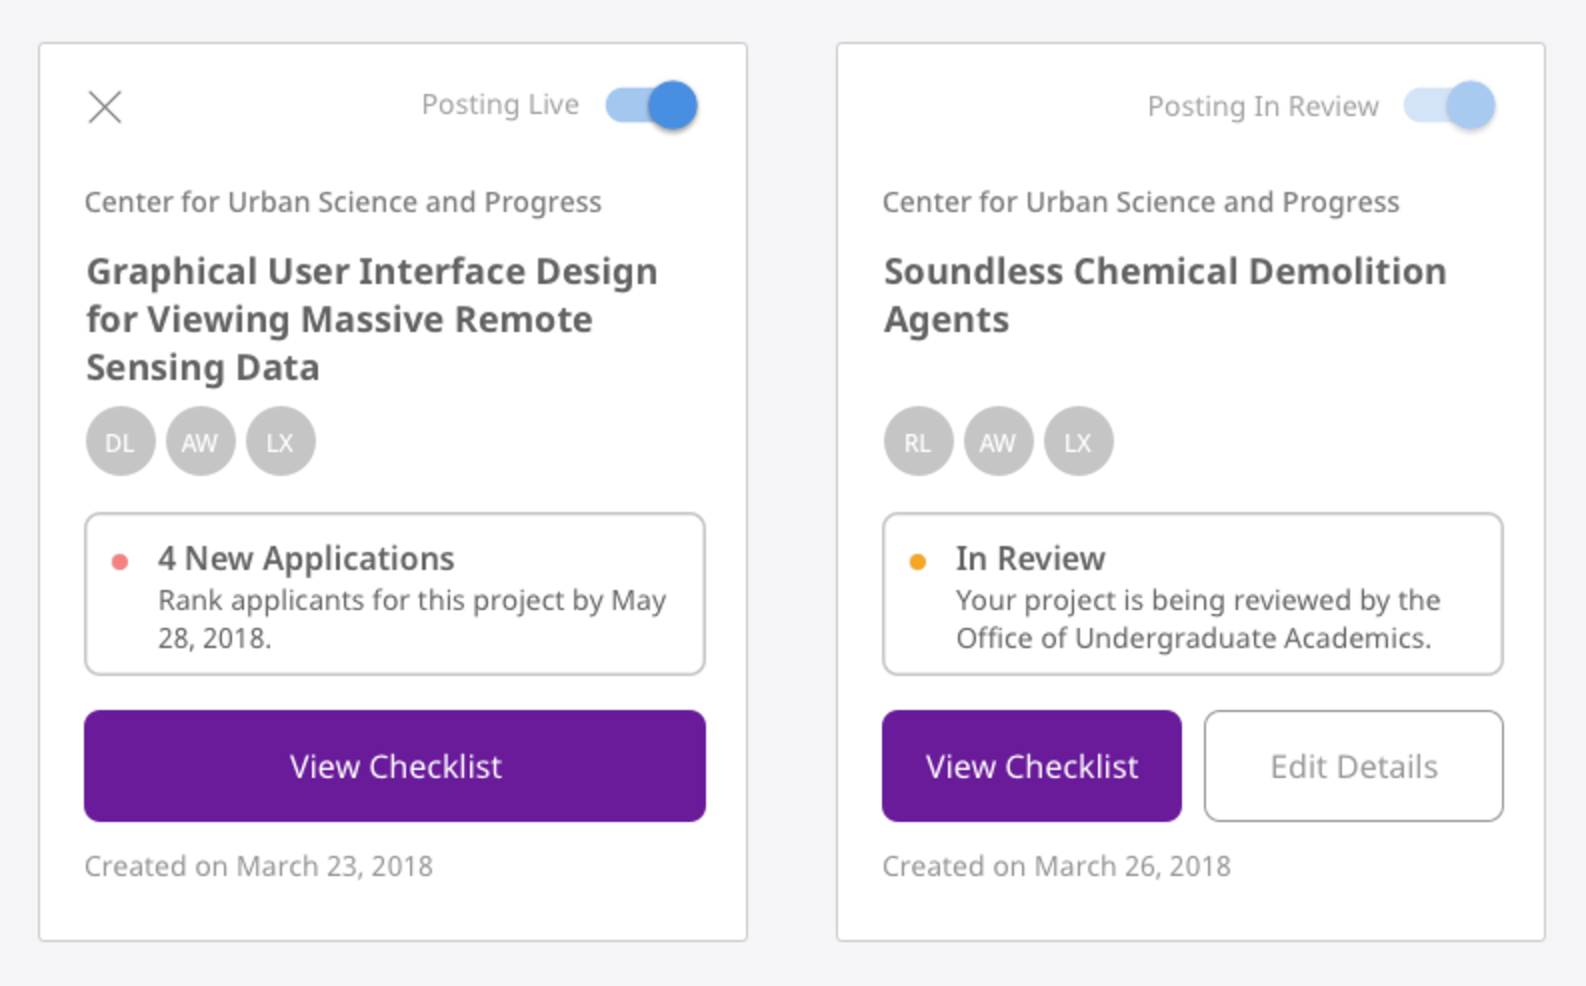 Posting Live
Center for Urban Science and Progress
Graphical User Interface Design
for Viewing Massive Remote
Sensing Data
DL AW LX
4 New Applications
Rank applicants for this project by May
28, 2018.
View Checklist
Created on March 23, 2018
Posting In Review
Center for Urban Science and Progress
Soundless Chemical Demolition
Agents
RL AW LX
In Review
Your project is being reviewed by the
Office of Undergraduate Academics.
View Checklist
Edit Details
Created on March 26, 2018